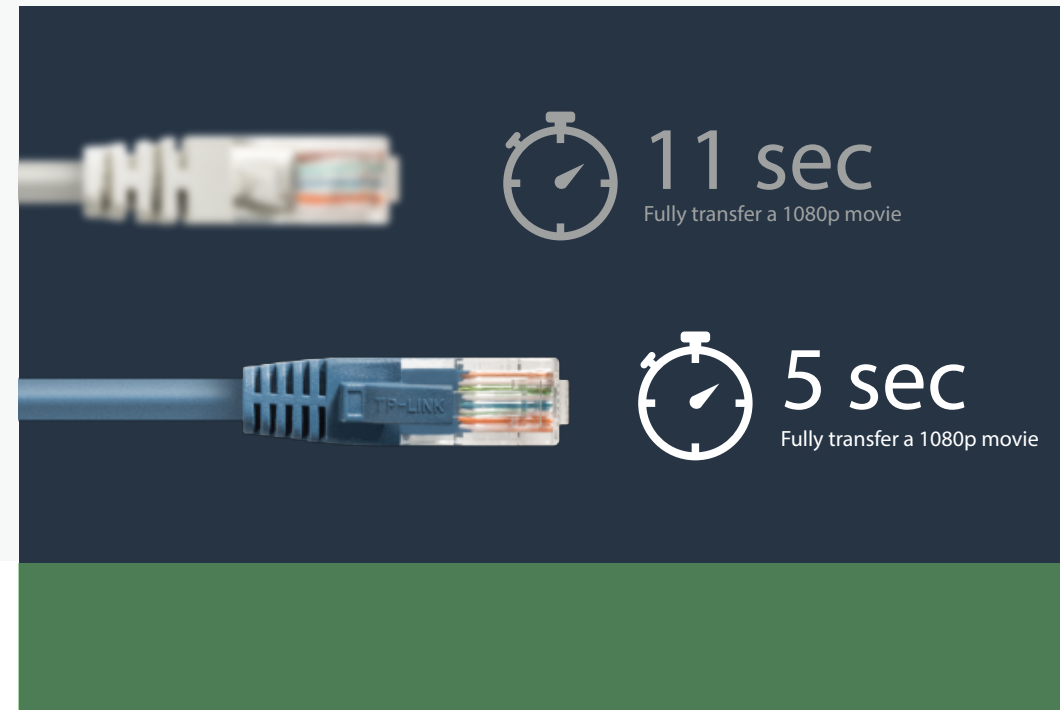 11 sec
Fully transfer a 1080p movie
TP-LINK
5 sec
Fully transfer a 1080p movie